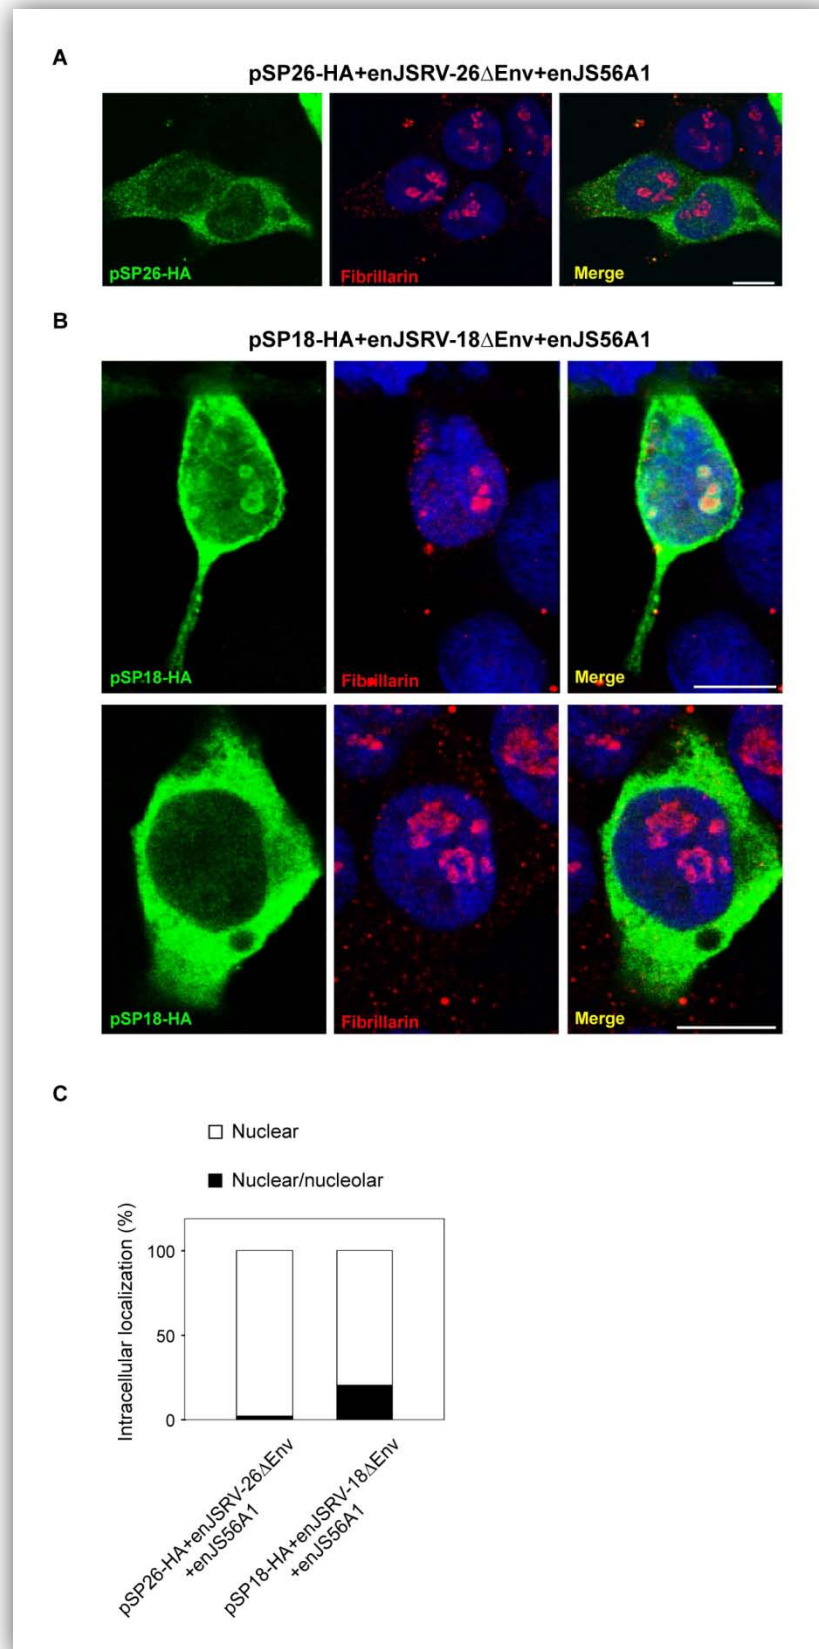 A
pSP26-HA+enJSRV-26ΔEnv+enJS56A1
pSP26-HA
Fibrillarin
Merge
B
pSP18-HA+enJSRV-18ΔEnv+enJS56A1
pSP18-HA
Fibrillarin
Merge
pSP18-HA
Fibrillarin
Merge
C
Nuclear
Nuclear/nucleolar
Intracellular localization (%)
100
50
0
pSP26-HA+enJSRV-26ΔEnv
+enJS56A1
pSP18-HA+enJSRV-18ΔEnv
+enJS56A1